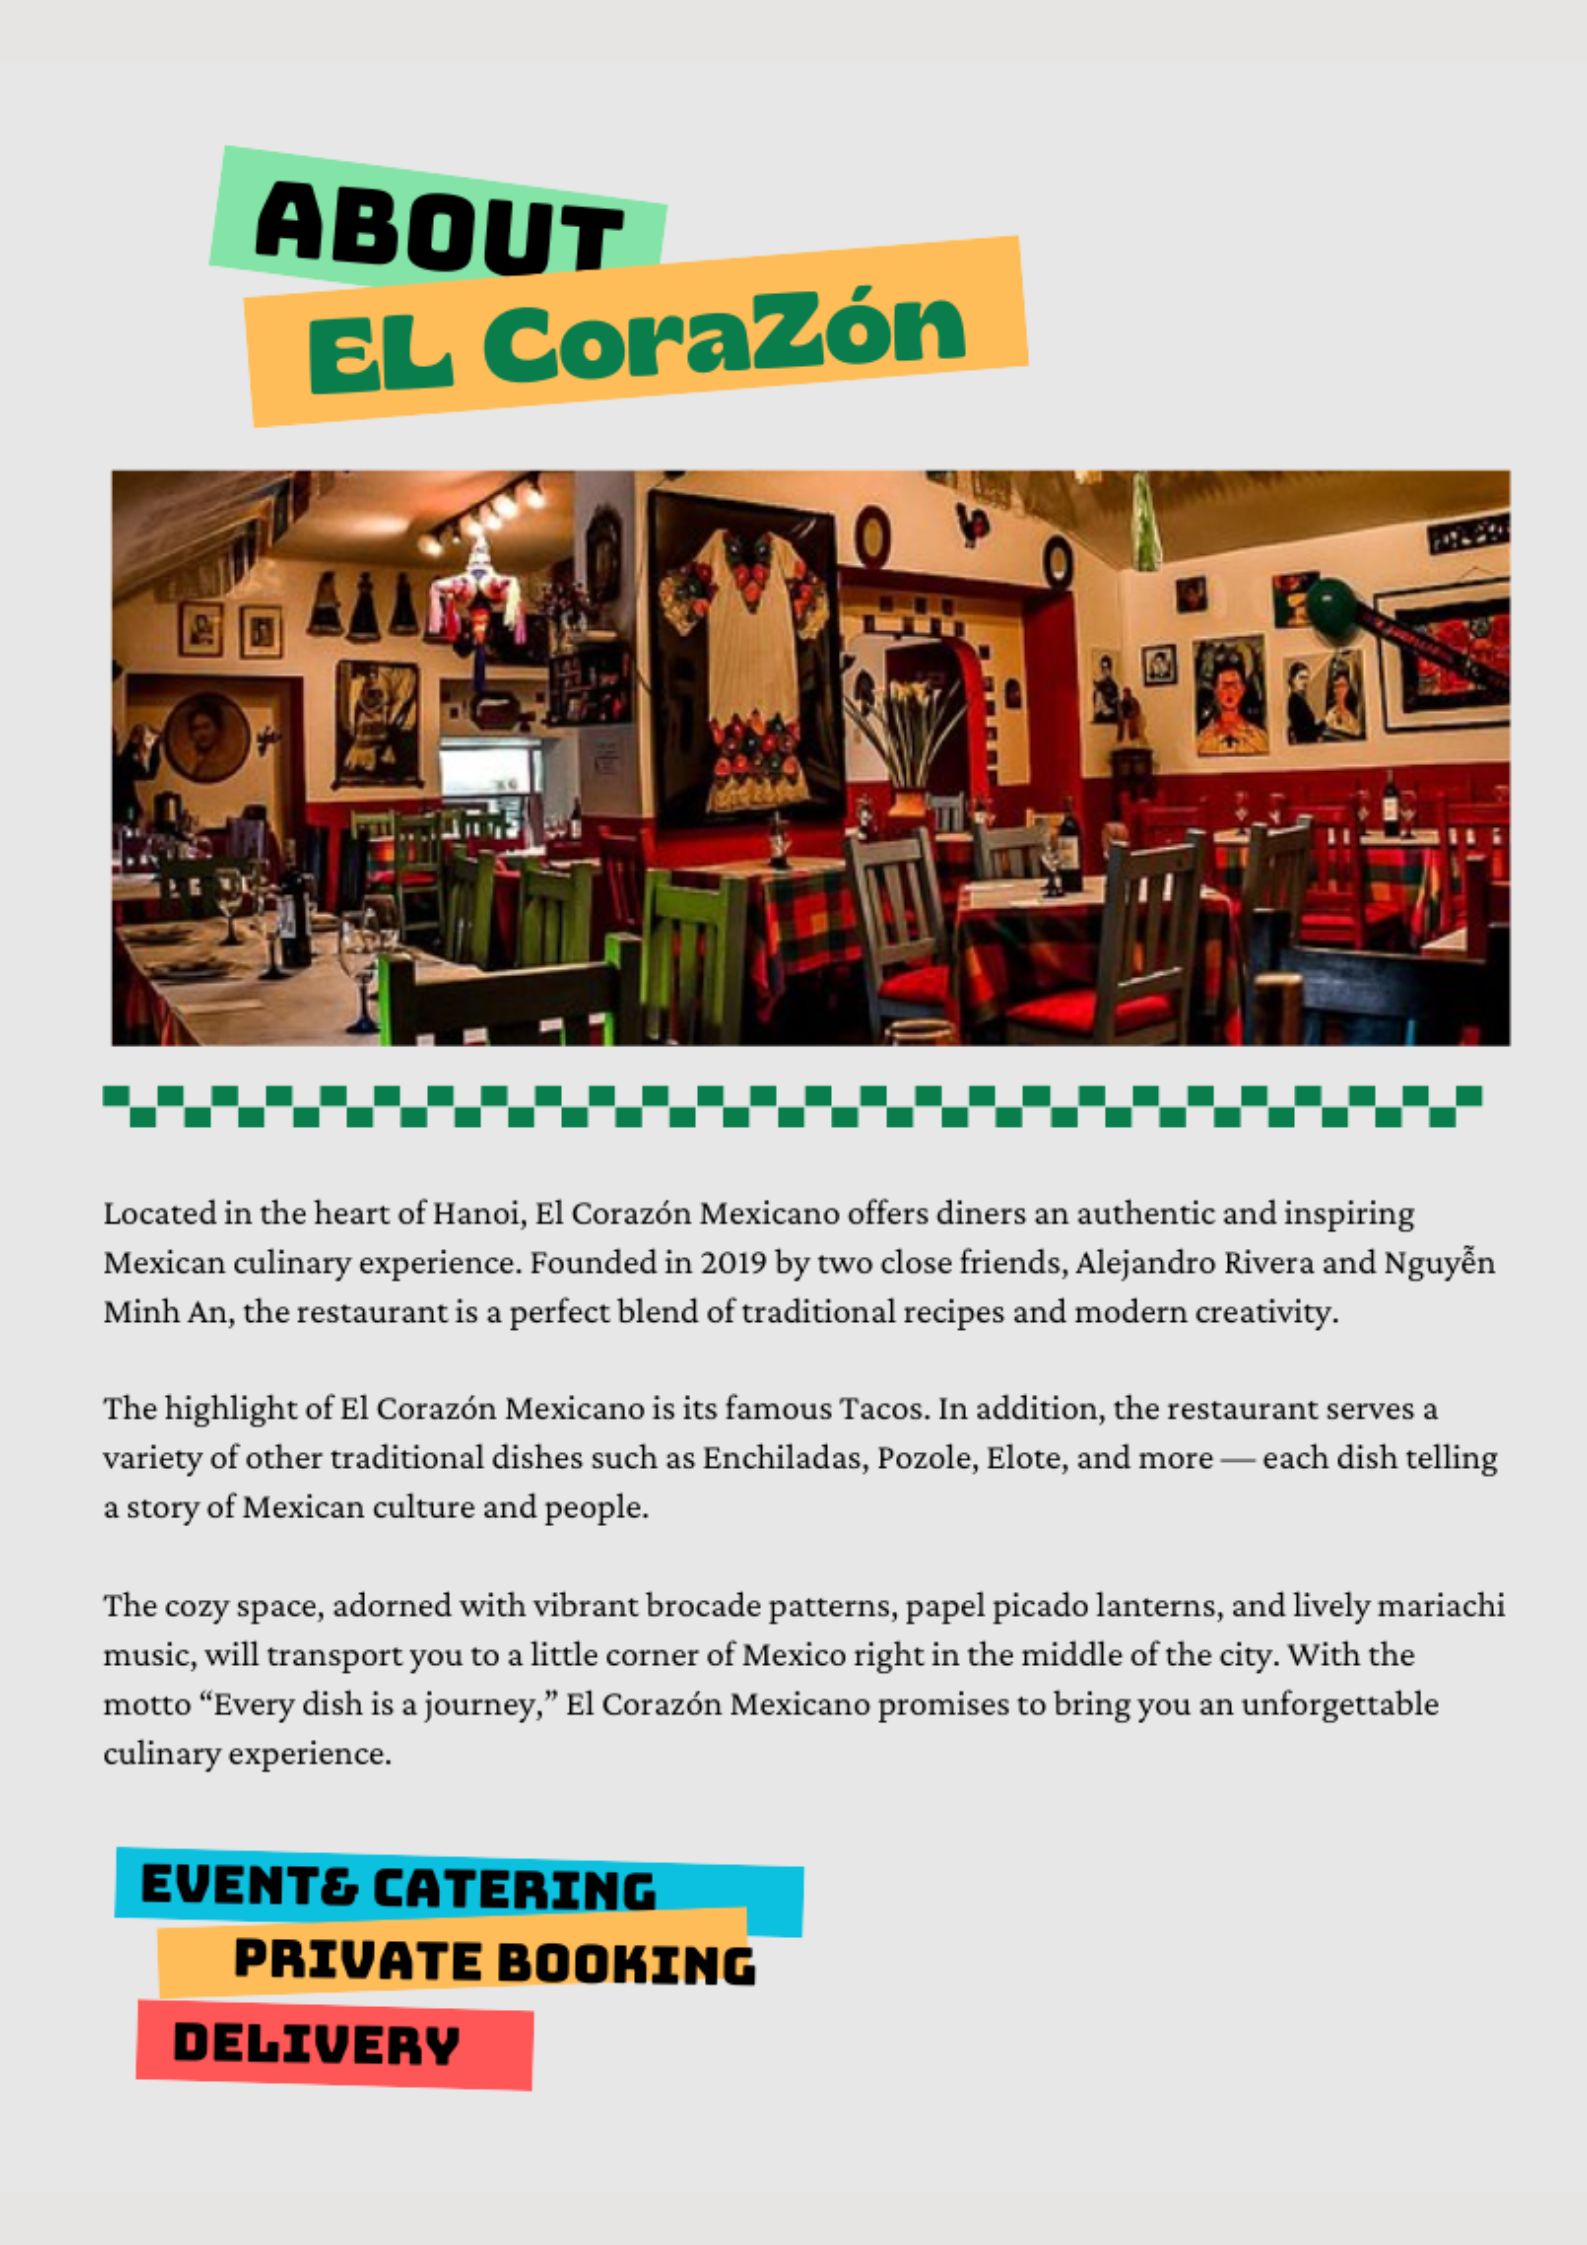 ABOUT
EL CoraZón
Located in the heart of Hanoi, El Corazón Mexicano offers diners an authentic and inspiring
Mexican culinary experience. Founded in 2019 by two close friends, Alejandro Rivera and Nguyễn
Minh An, the restaurant is a perfect blend of traditional recipes and modern creativity.
The highlight of El Corazón Mexicano is its famous Tacos. In addition, the restaurant serves a
variety of other traditional dishes such as Enchiladas, Pozole, Elote, and more — each dish telling
a story of Mexican culture and people.
The cozy space, adorned with vibrant brocade patterns, papel picado lanterns, and lively mariachi
music, will transport you to a little corner of Mexico right in the middle of the city. With the
motto “Every dish is a journey,” El Corazón Mexicano promises to bring you an unforgettable
culinary experience.
EVENT& CATERING
PRIVATE BOOKING
DELIVERY